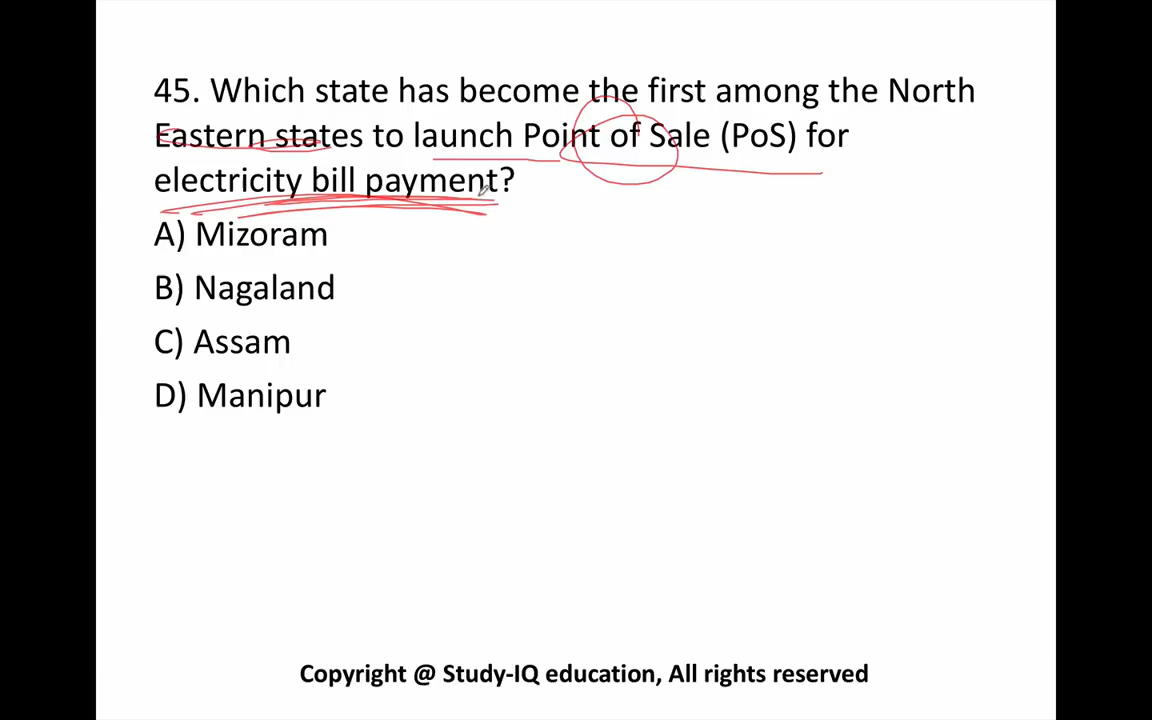 45. Which state has become the first among the North
Eastern states to launch Point of Sale (PoS) for
electricity bill payment?
A) Mizoram
B) Nagaland
C) Assam
D) Manipur
Copyright @ Study-IQ education, All rights reserved